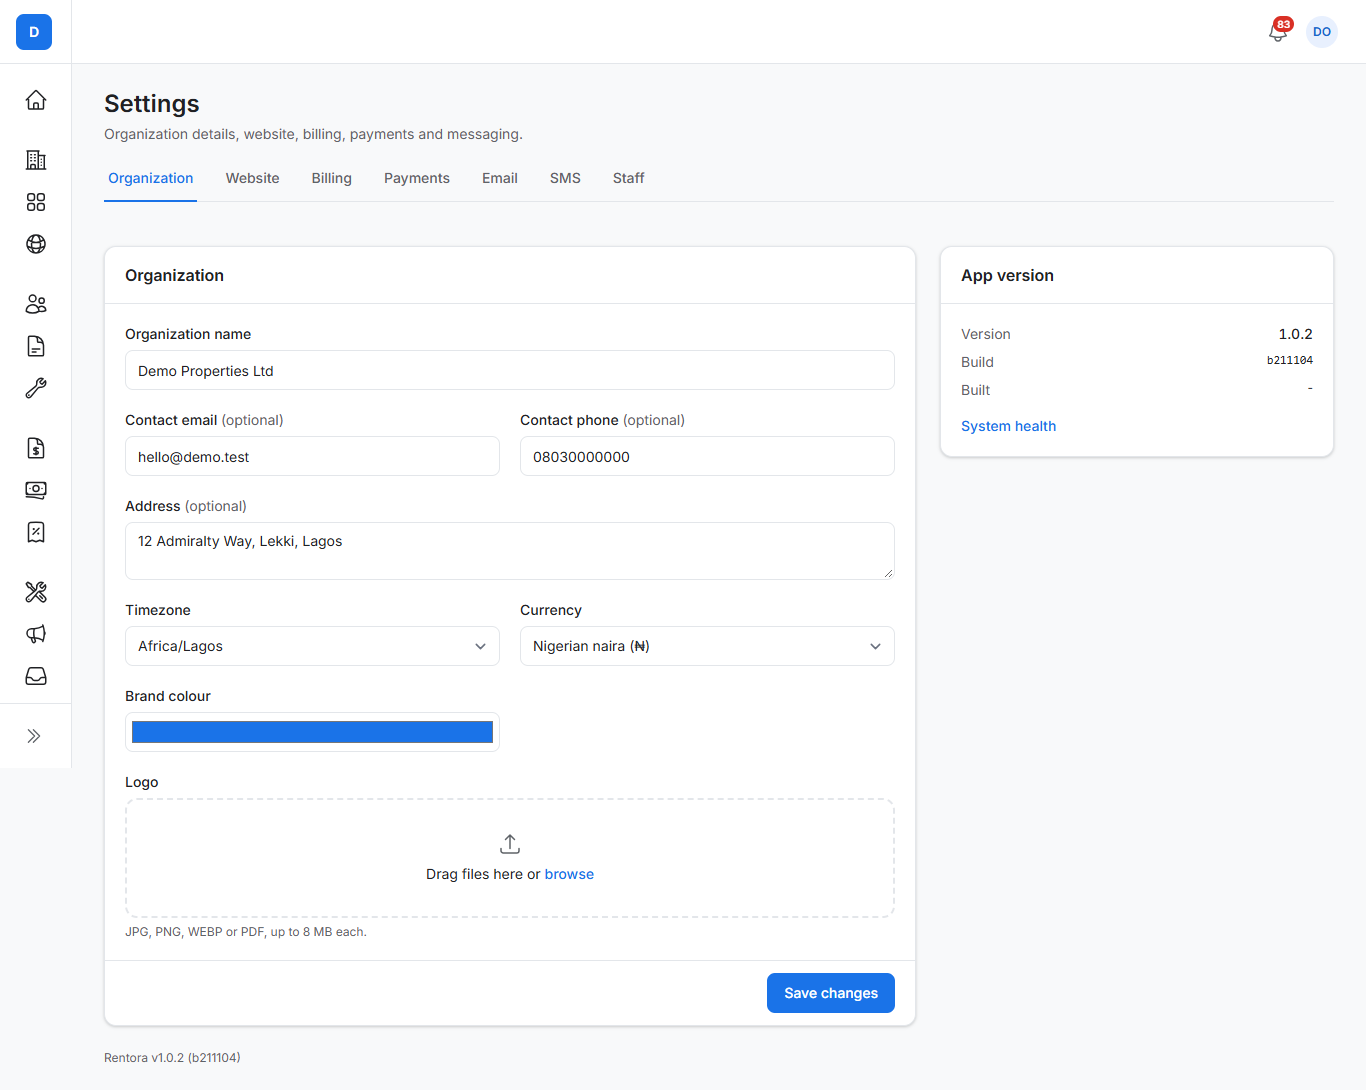 D
83
DO
Settings
Organization details, website, billing, payments and messaging.
Organization
Website
Billing
Payments
Email
SMS
Staff
Organization
Organization name
Demo Properties Ltd
Contact email (optional)
Contact phone (optional)
hello@demo.test
08030000000
Address (optional)
12 Admiralty Way, Lekki, Lagos
Timezone
Currency
Africa/Lagos
Nigerian naira (₦)
Brand colour
Logo
Drag files here or browse
JPG, PNG, WEBP or PDF, up to 8 MB each.
Save changes
App version
Version
1.0.2
Build
b211104
Built
-
System health
Rentora v1.0.2 (b211104)